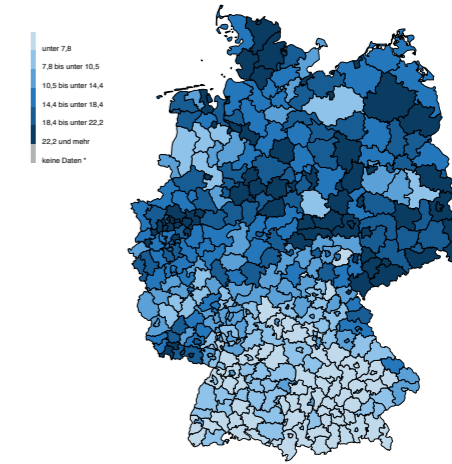 unter 7,8
7,8 bis unter 10,5
10,5 bis unter 14,4
14,4 bis unter 18,4
18,4 bis unter 22,2
22,2 und mehr
keine Daten *